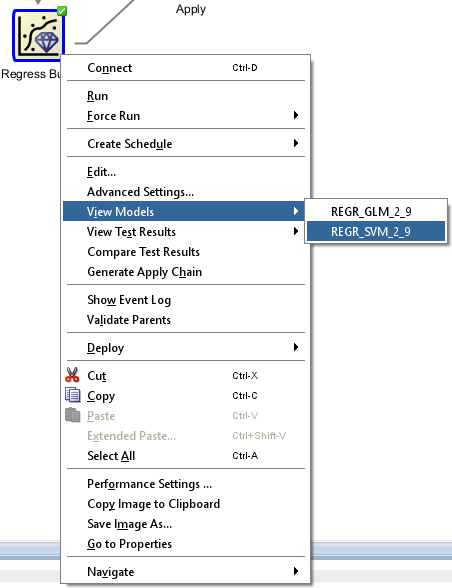 Apply
Regress Bu
Connect Ctrl-D
Run
Force Run
Create Schedule
Edit...
Advanced Settings...
View Models
REGR_GLM_2_9
View Test Results
REGR_SVM_2_9
Compare Test Results
Generate Apply Chain
Show Event Log
Validate Parents
Deploy
Cut Ctrl-X
Copy Ctrl-C
Paste Ctrl-V
Extended Paste... Ctrl+Shift-V
Select All Ctrl-A
Performance Settings ...
Copy Image to Clipboard
Save Image As...
Go to Properties
Navigate